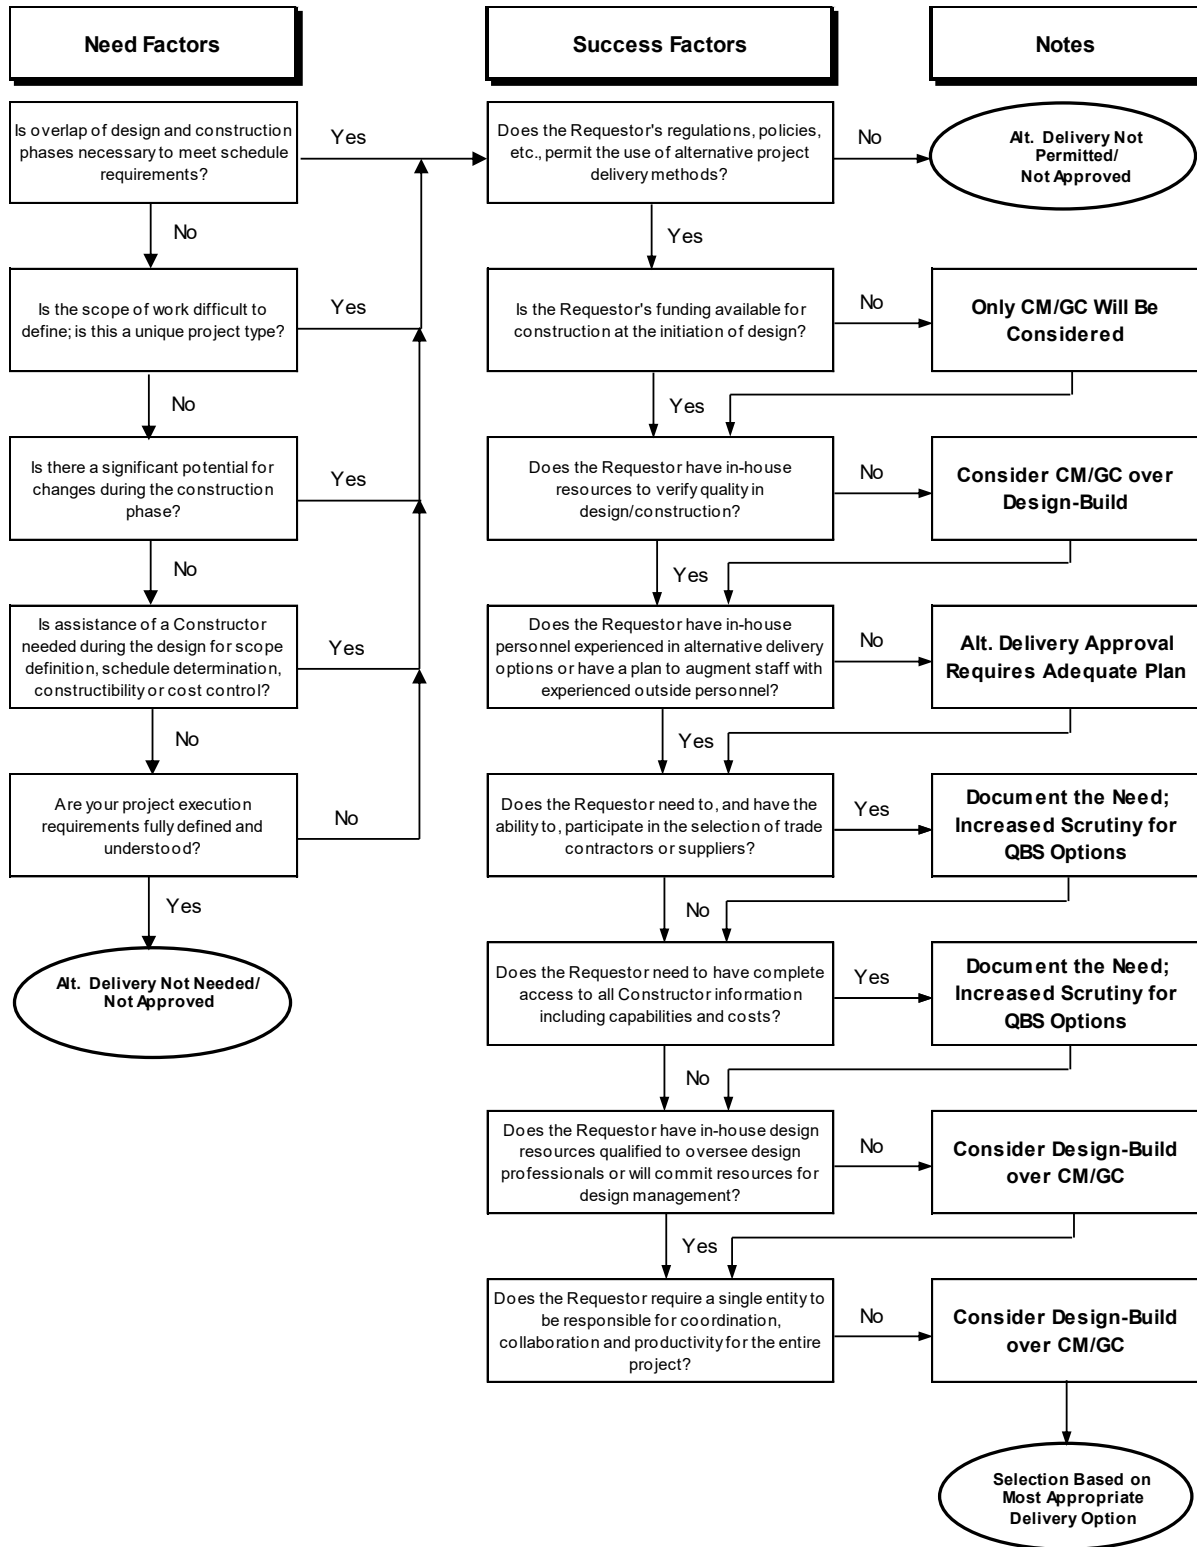 Need Factors
Success Factors
Notes
Is overlap of design and construction
phases necessary to meet schedule
requirements?
Yes
Does the Requestor's regulations, policies,
etc., permit the use of alternative project
delivery methods?
No
Alt. Delivery Not
Permitted/
Not Approved
No
Yes
Is the scope of work difficult to
define; is this a unique project type?
Yes
Is the Requestor's funding available for
construction at the initiation of design?
No
Only CM/GC Will Be
Considered
No
Yes
Is there a significant potential for
changes during the construction
phase?
Yes
Does the Requestor have in-house
resources to verify quality in
design/construction?
No
Consider CM/GC over
Design-Build
No
Yes
Is assistance of a Constructor
needed during the design for scope
definition, schedule determination,
constructibility or cost control?
Yes
Does the Requestor have in-house
personnel experienced in alternative delivery
options or have a plan to augment staff with
experienced outside personnel?
No
Alt. Delivery Approval
Requires Adequate Plan
No
Yes
Are your project execution
requirements fully defined and
understood?
No
Does the Requestor need to, and have the
ability to, participate in the selection of trade
contractors or suppliers?
Yes
Document the Need;
Increased Scrutiny for
QBS Options
Yes
No
Alt. Delivery Not Needed/
Not Approved
Does the Requestor need to have complete
access to all Constructor information
including capabilities and costs?
Yes
Document the Need;
Increased Scrutiny for
QBS Options
No
Does the Requestor have in-house design
resources qualified to oversee design
professionals or will commit resources for
design management?
No
Consider Design-Build
over CM/GC
Yes
Does the Requestor require a single entity to
be responsible for coordination,
collaboration and productivity for the entire
project?
No
Consider Design-Build
over CM/GC
Selection Based on
Most Appropriate
Delivery Option